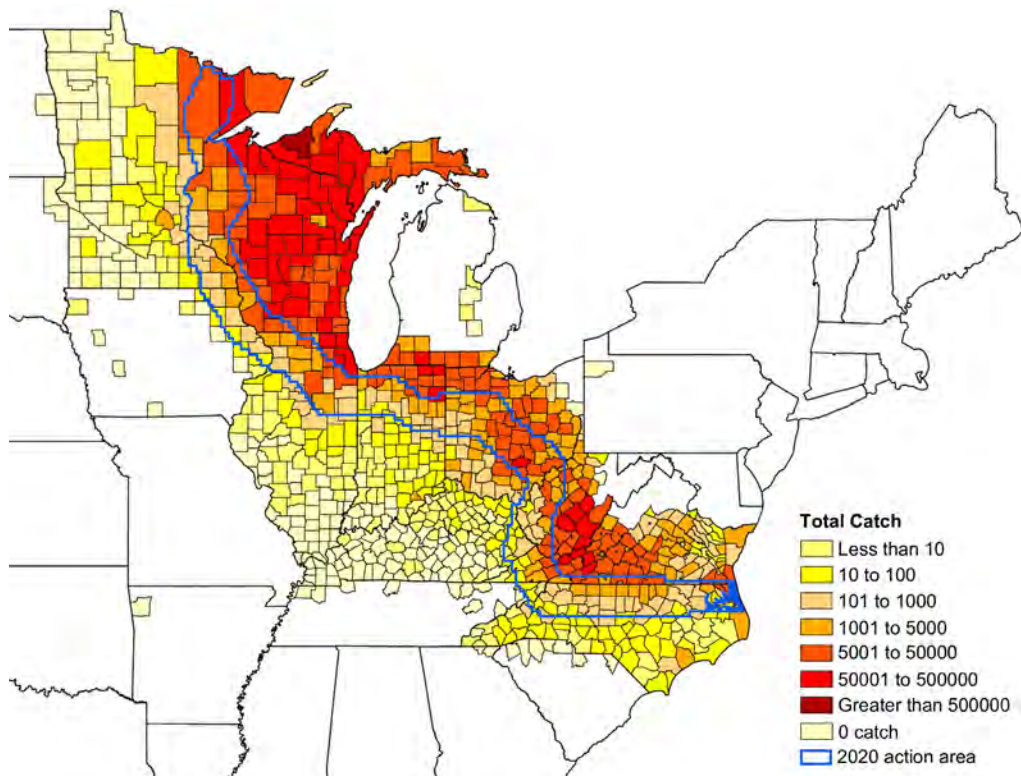 Total Catch
Less than 10
10 to 100
101 to 1000
1001 to 5000
5001 to 50000
50001 to 500000
Greater than 500000
0 catch
2020 action area